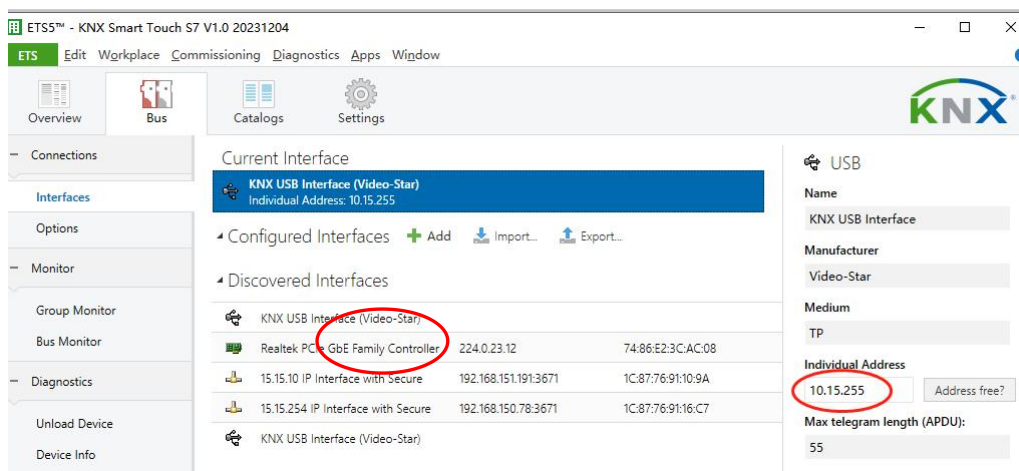 ETS5™ - KNX Smart Touch S7 V1.0 20231204
ETS Edit Workplace Commissioning Diagnostics Apps Window
Overview Bus Catalogs Settings
KNX
Connections
Interfaces
Options
Monitor
Group Monitor
Bus Monitor
Diagnostics
Unload Device
Device Info
Current Interface
KNX USB Interface (Video-Star)
Individual Address: 10.15.255
Configured Interfaces Add Import... Export...
Discovered Interfaces
KNX USB Interface (Video-Star)
Realtek PCIe GbE Family Controller 224.0.23.12 74:86:E2:3C:AC:08
15.15.10 IP Interface with Secure 192.168.151.191:3671 1C:87:76:91:10:9A
15.15.254 IP Interface with Secure 192.168.150.78:3671 1C:87:76:91:16:C7
KNX USB Interface (Video-Star)
USB
Name
KNX USB Interface
Manufacturer
Video-Star
Medium
TP
Individual Address
10.15.255 Address free?
Max telegram length (APDU):
55